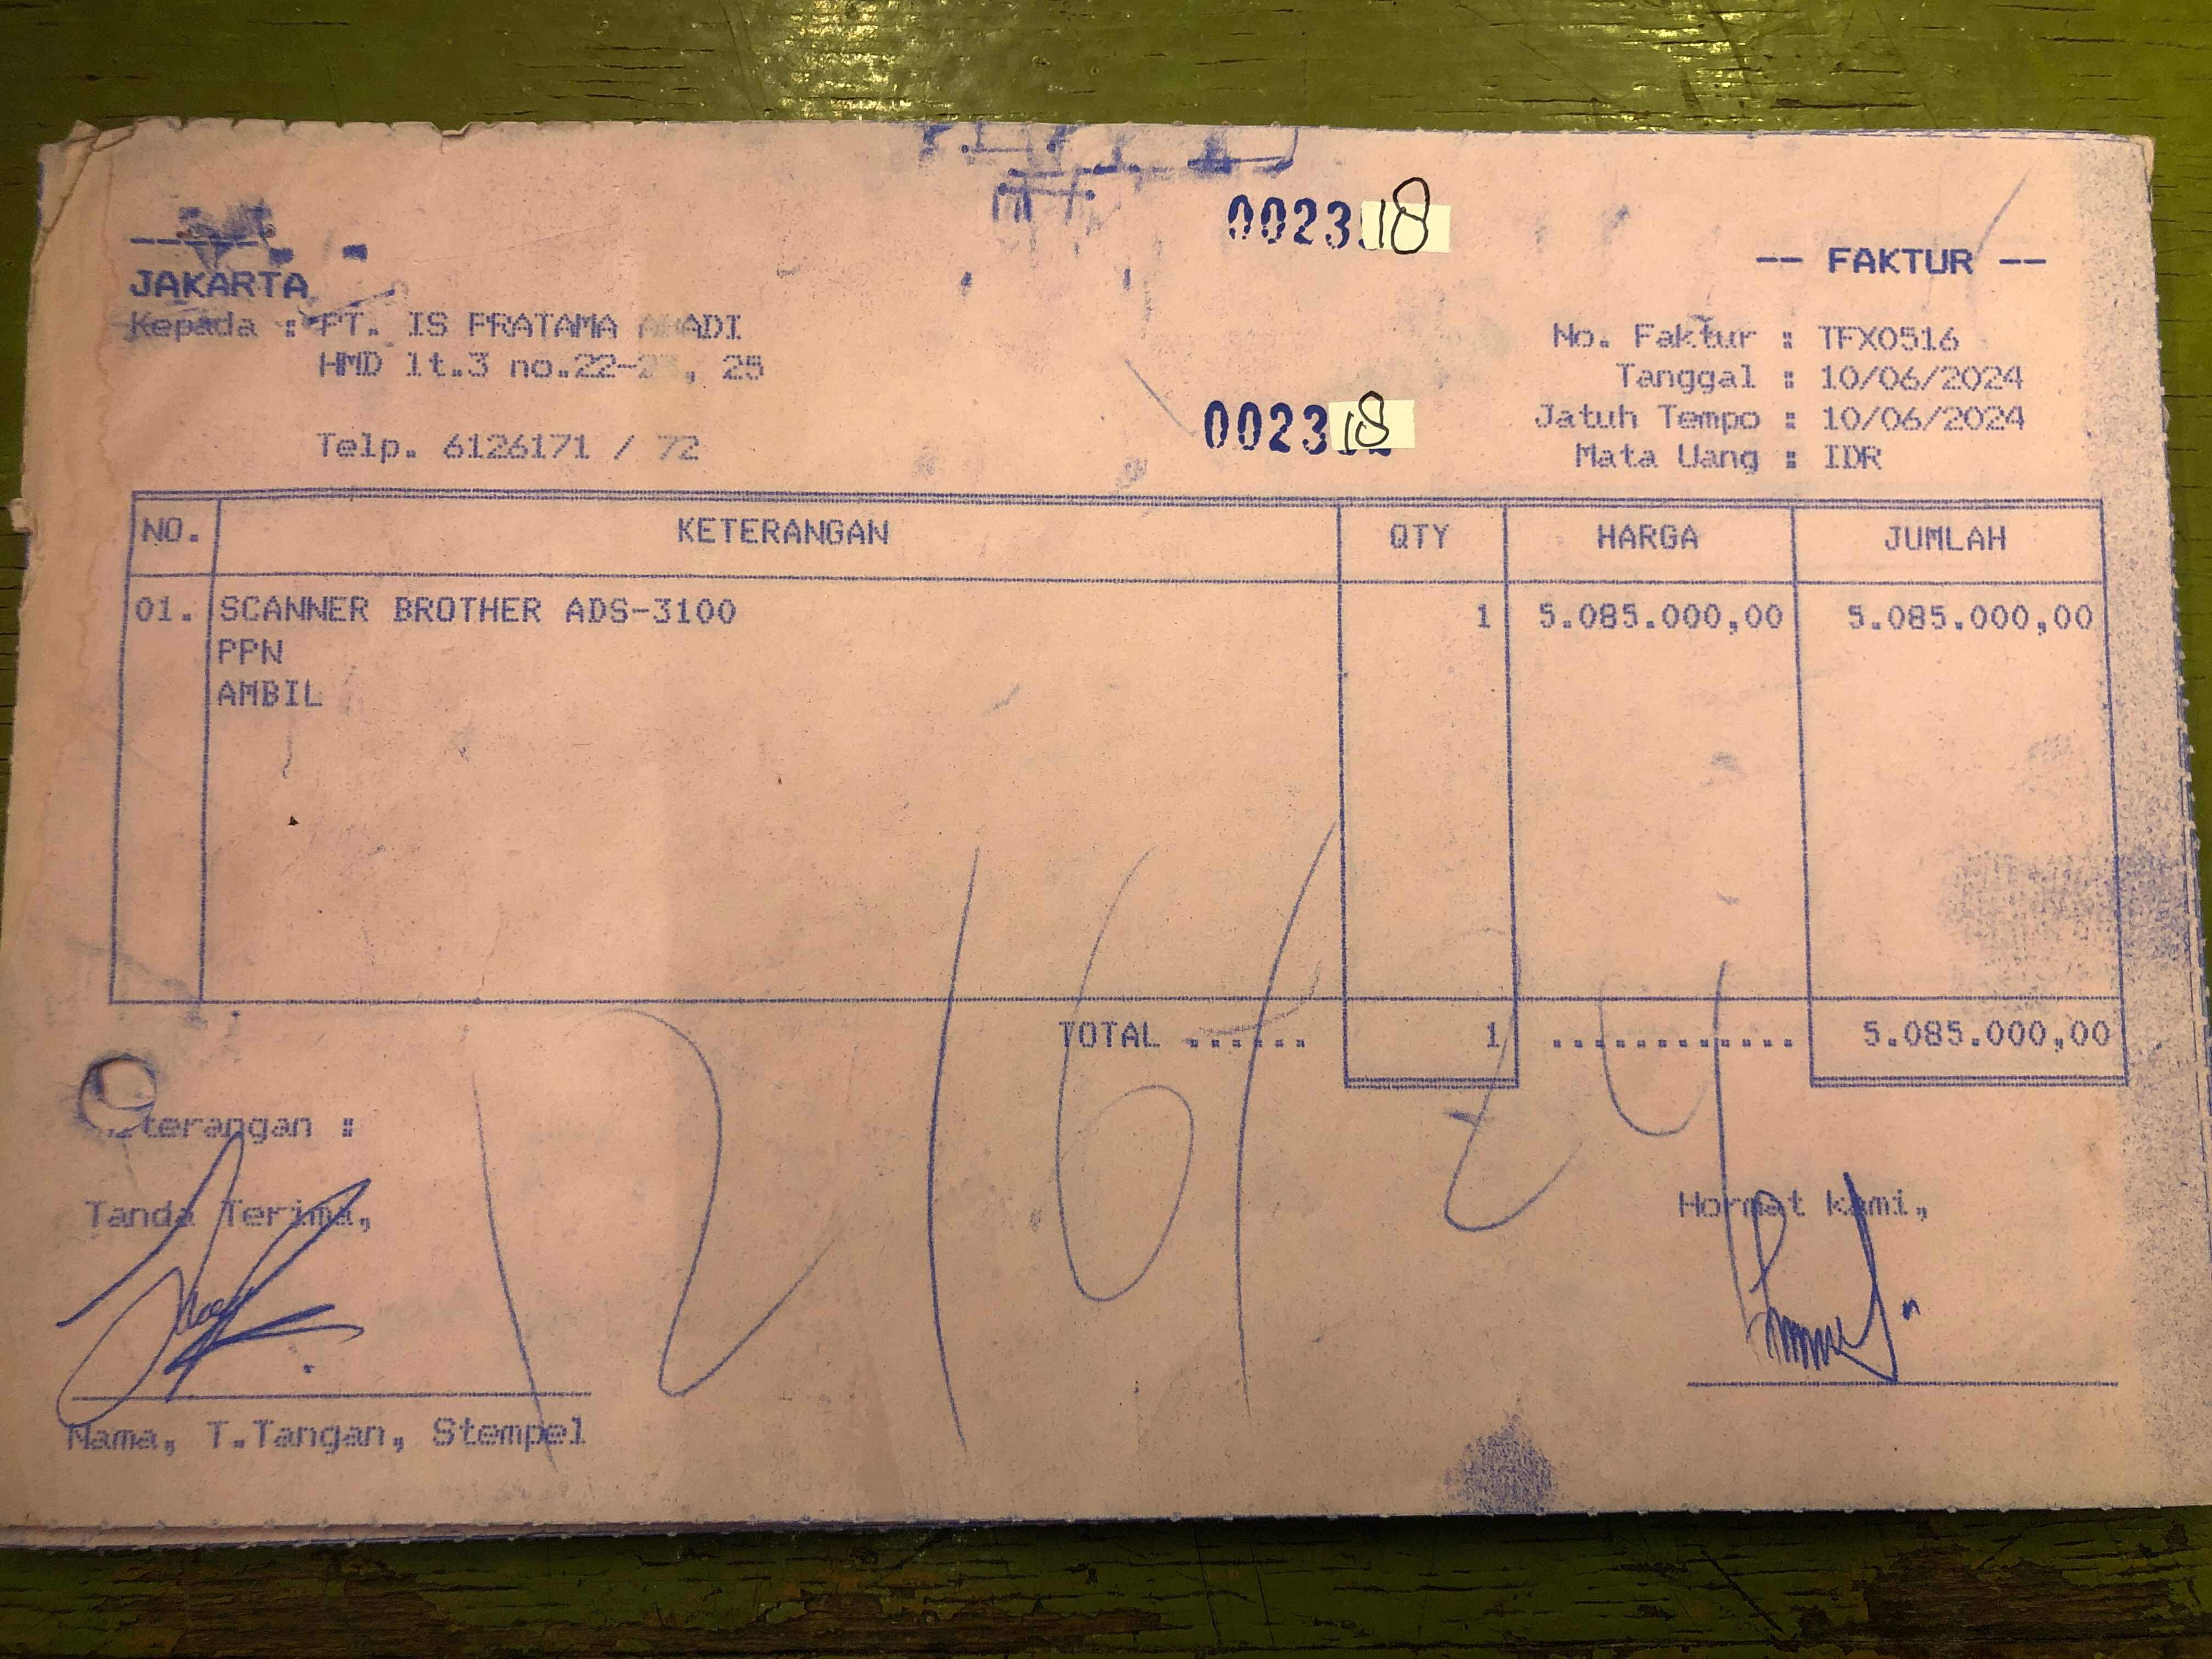 002318
-- FAKTUR --
JAKARTA
Kepada : PT. IS PRATAMA ADI
HMD lt.3 no.22- , 25
Telp. 6126171 / 72
002318
No. Faktur : TFX0516
Tanggal : 10/06/2024
Jatuh Tempo : 10/06/2024
Mata Uang : IDR
NO. KETERANGAN QTY HARGA JUMLAH
01. SCANNER BROTHER ADS-3100 1 5.085.000,00 5.085.000,00
PPN
AMBIL
TOTAL ...... 1 ............ 5.085.000,00
terangan :
12/6/24
Tanda Terima,
Hormat kami,
Nama, T.Tangan, Stempel